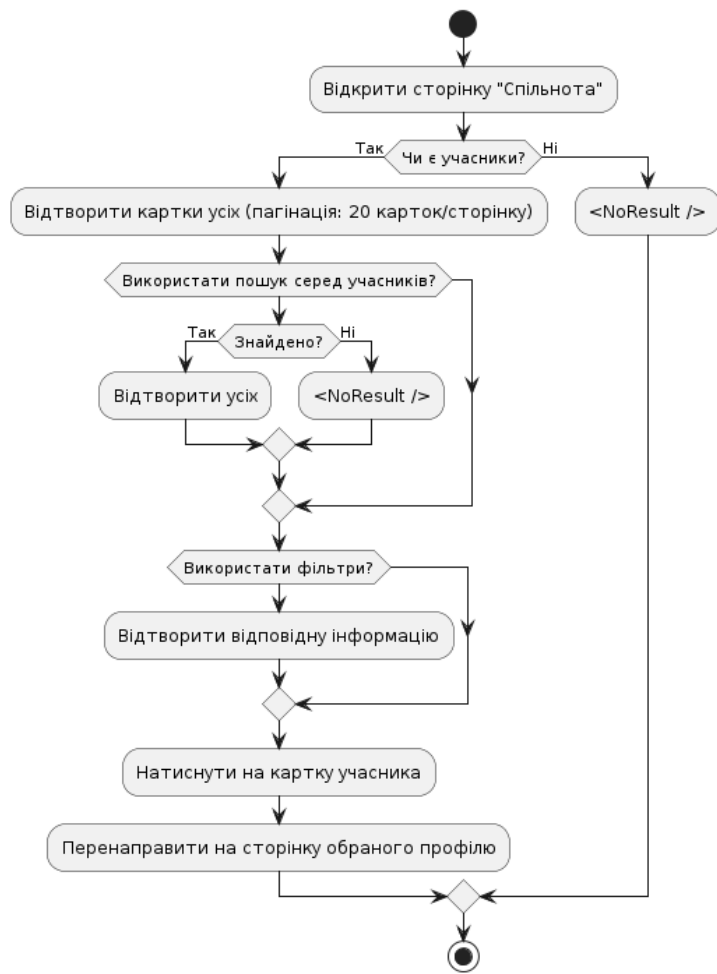 Відкрити сторінку "Спільнота"
Чи є учасники?
Так
Ні
Відтворити картки усіх (пагінація: 20 карток/сторінку)
<NoResult />
Використати пошук серед учасників?
Знайдено?
Так
Ні
Відтворити усіх
<NoResult />
Використати фільтри?
Відтворити відповідну інформацію
Натиснути на картку учасника
Перенаправити на сторінку обраного профілю